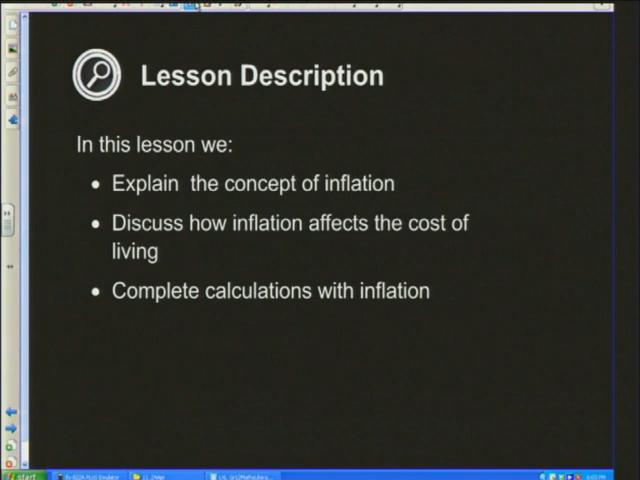 Lesson Description
In this lesson we:
• Explain  the concept of inflation
• Discuss how inflation affects the cost of
living
• Complete calculations with inflation
start